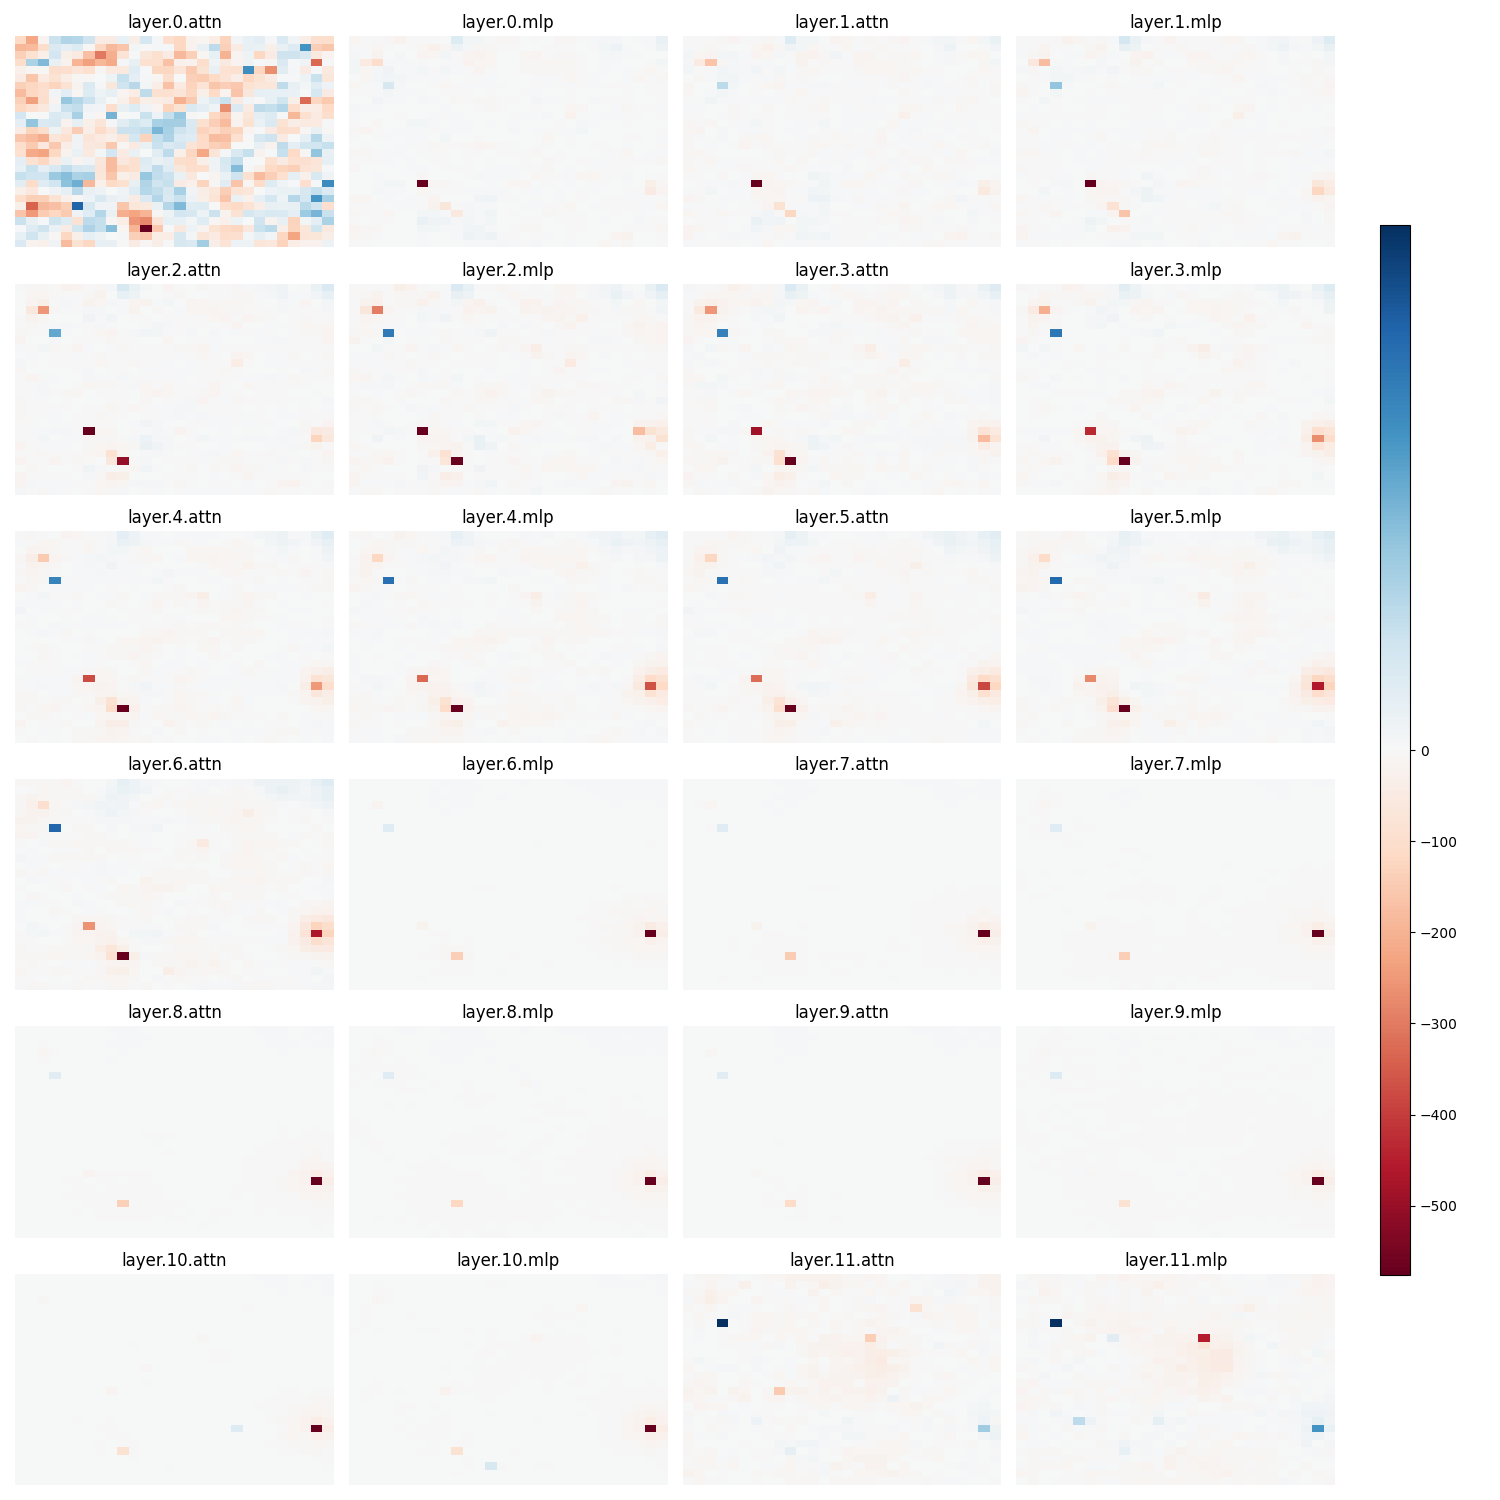 layer.0.attn layer.0.mlp layer.1.attn layer.1.mlp
layer.2.attn layer.2.mlp layer.3.attn layer.3.mlp
layer.4.attn layer.4.mlp layer.5.attn layer.5.mlp
layer.6.attn layer.6.mlp layer.7.attn layer.7.mlp
layer.8.attn layer.8.mlp layer.9.attn layer.9.mlp
layer.10.attn layer.10.mlp layer.11.attn layer.11.mlp
0
−100
−200
−300
−400
−500